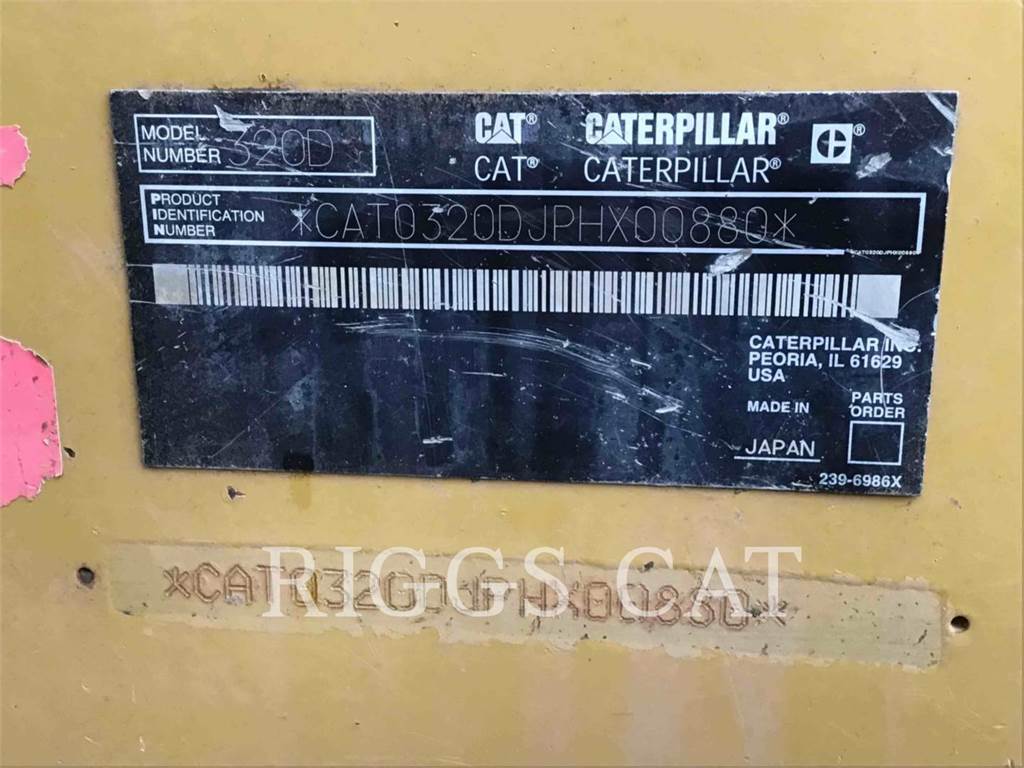 MODEL NUMBER 320D
CAT® CATERPILLAR® ®
CAT® CATERPILLAR®
PRODUCT IDENTIFICATION NUMBER *CAT0320DJPHX00880*
CATERPILLAR INC.
PEORIA, IL 61629
USA
MADE IN JAPAN
PARTS ORDER
239-6986X
*CAT0320DJPHX00880*
RIGGS CAT